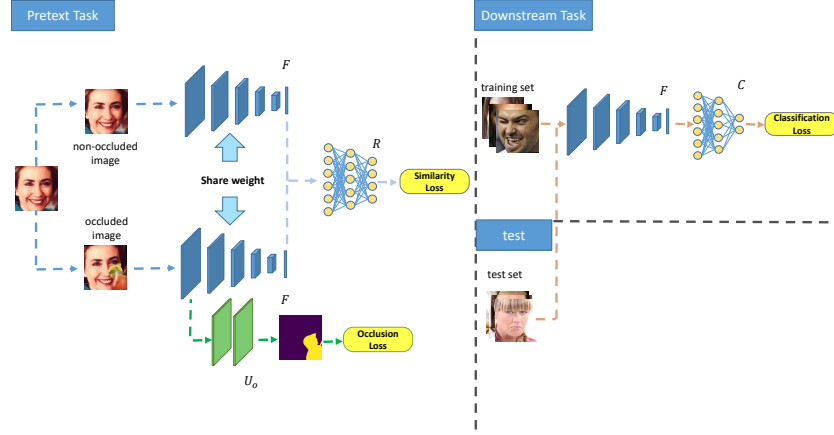 Pretext Task
F
non-occluded
image
Share weight
R
Similarity
Loss
occluded
image
F
Occlusion
Loss
U_o
Downstream Task
training set
F
C
Classification
Loss
test
test set